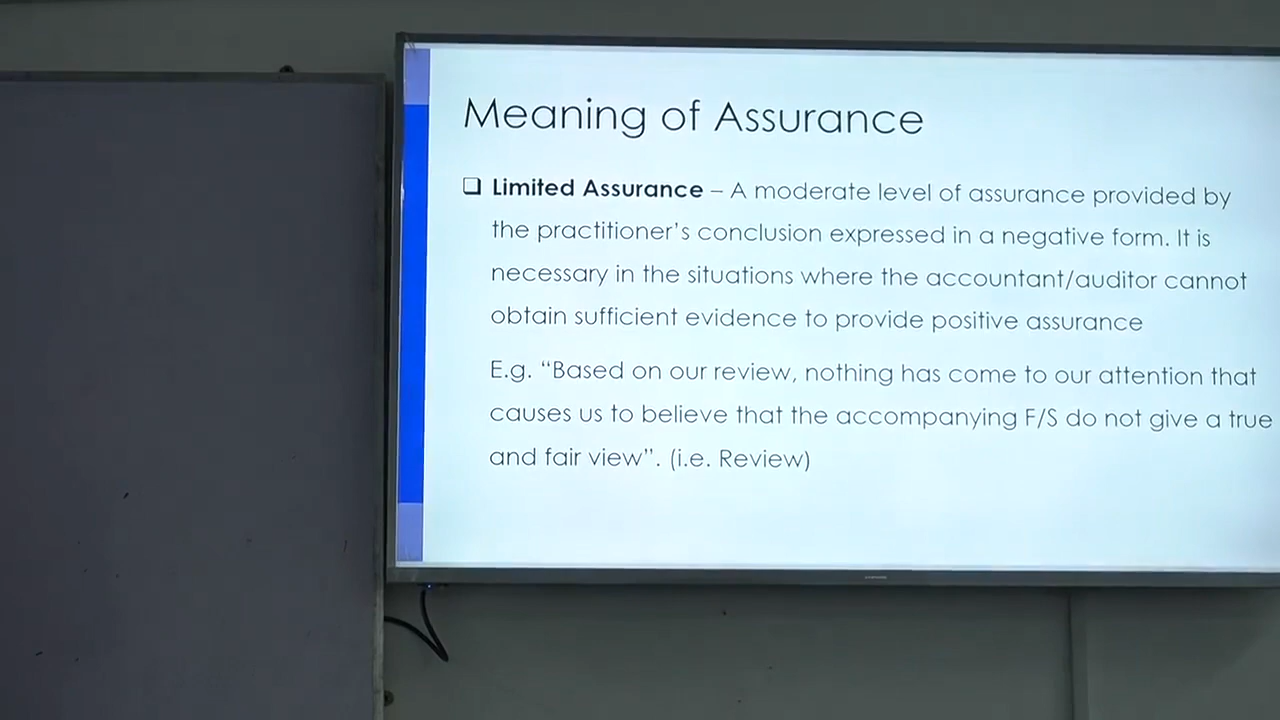 Meaning of Assurance
❑ Limited Assurance – A moderate level of assurance provided by
the practitioner’s conclusion expressed in a negative form. It is
necessary in the situations where the accountant/auditor cannot
obtain sufficient evidence to provide positive assurance
E.g. “Based on our review, nothing has come to our attention that
causes us to believe that the accompanying F/S do not give a true
and fair view”. (i.e. Review)